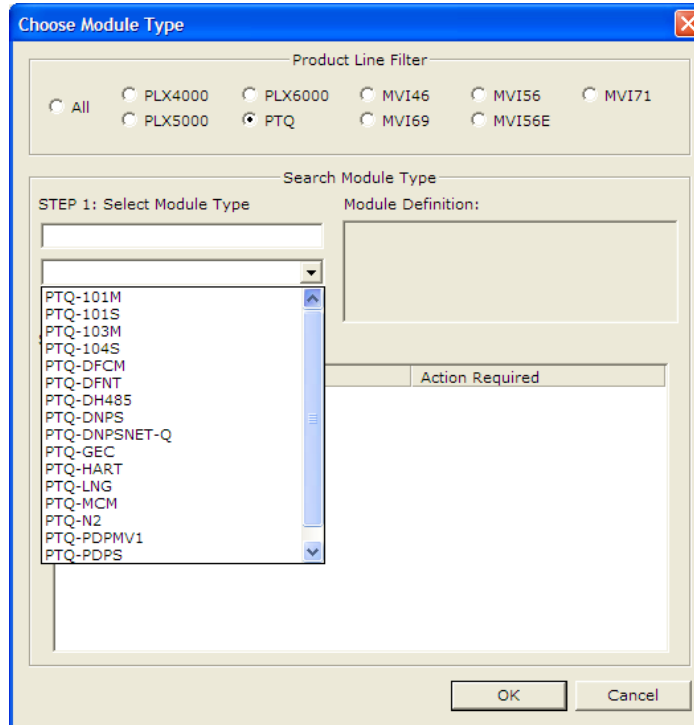 Choose Module Type
Product Line Filter
All
PLX4000
PLX6000
MVI46
MVI56
MVI71
PLX5000
PTQ
MVI69
MVI56E
Search Module Type
STEP 1: Select Module Type
Module Definition:
PTQ-101M
PTQ-101S
PTQ-103M
PTQ-104S
PTQ-DFCM
PTQ-DFNT
PTQ-DH485
PTQ-DNPS
PTQ-DNPSNET-Q
PTQ-GEC
PTQ-HART
PTQ-LNG
PTQ-MCM
PTQ-N2
PTQ-PDPMV1
PTQ-PDPS
Action Required
OK
Cancel